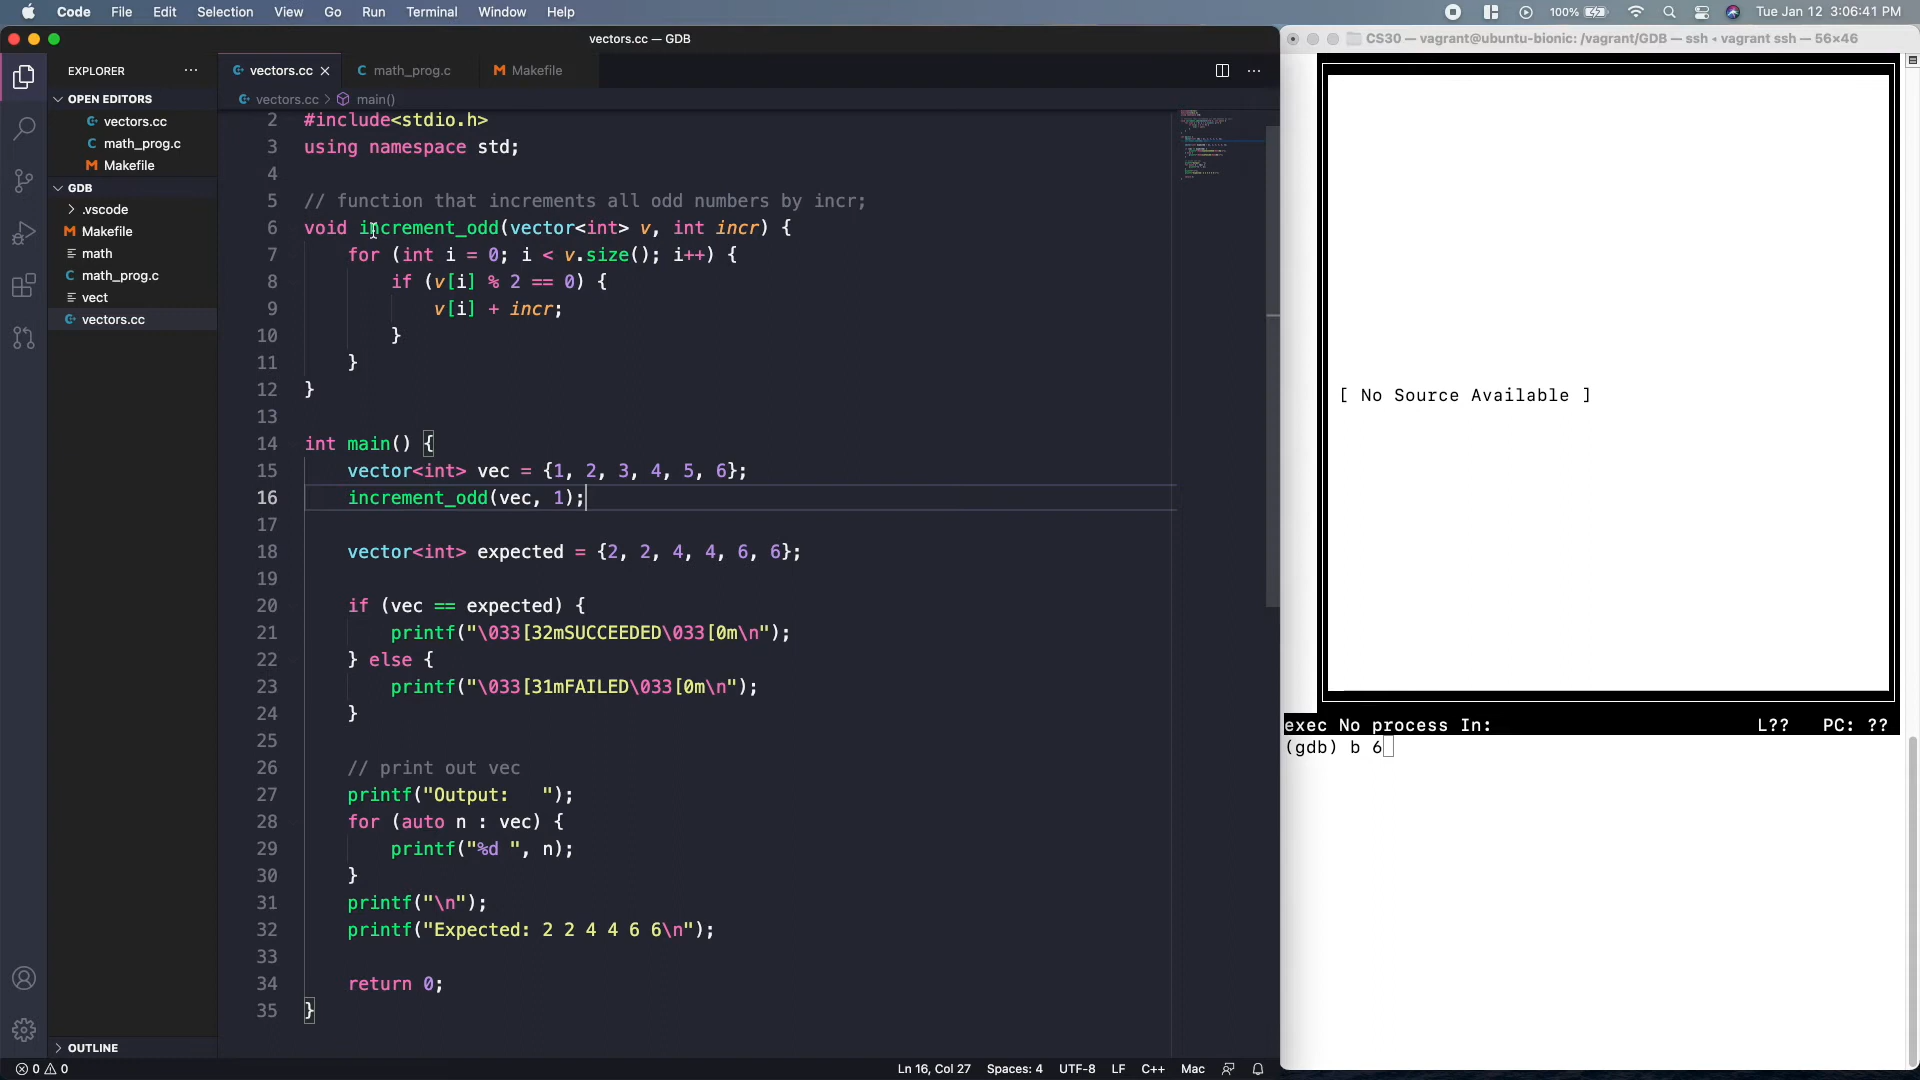 Code File Edit Selection View Go Run Terminal Window Help
100% Tue Jan 12 3:06:41 PM
vectors.cc — GDB
EXPLORER
OPEN EDITORS
vectors.cc
math_prog.c
Makefile
GDB
.vscode
Makefile
math
math_prog.c
vect
vectors.cc
OUTLINE
vectors.cc math_prog.c Makefile
vectors.cc > main()
2 #include<stdio.h>
3 using namespace std;
4
5 // function that increments all odd numbers by incr;
6 void increment_odd(vector<int> v, int incr) {
7 for (int i = 0; i < v.size(); i++) {
8 if (v[i] % 2 == 0) {
9 v[i] + incr;
10 }
11 }
12 }
13
14 int main() {
15 vector<int> vec = {1, 2, 3, 4, 5, 6};
16 increment_odd(vec, 1);
17
18 vector<int> expected = {2, 2, 4, 4, 6, 6};
19
20 if (vec == expected) {
21 printf("\033[32mSUCCEEDED\033[0m\n");
22 } else {
23 printf("\033[31mFAILED\033[0m\n");
24 }
25
26 // print out vec
27 printf("Output:   ");
28 for (auto n : vec) {
29 printf("%d ", n);
30 }
31 printf("\n");
32 printf("Expected: 2 2 4 4 6 6\n");
33
34 return 0;
35 }
0 0 Ln 16, Col 27 Spaces: 4 UTF-8 LF C++ Mac
CS30 — vagrant@ubuntu-bionic: /vagrant/GDB — ssh ◂ vagrant ssh — 56×46
[ No Source Available ]
exec No process In: L?? PC: ??
(gdb) b 6